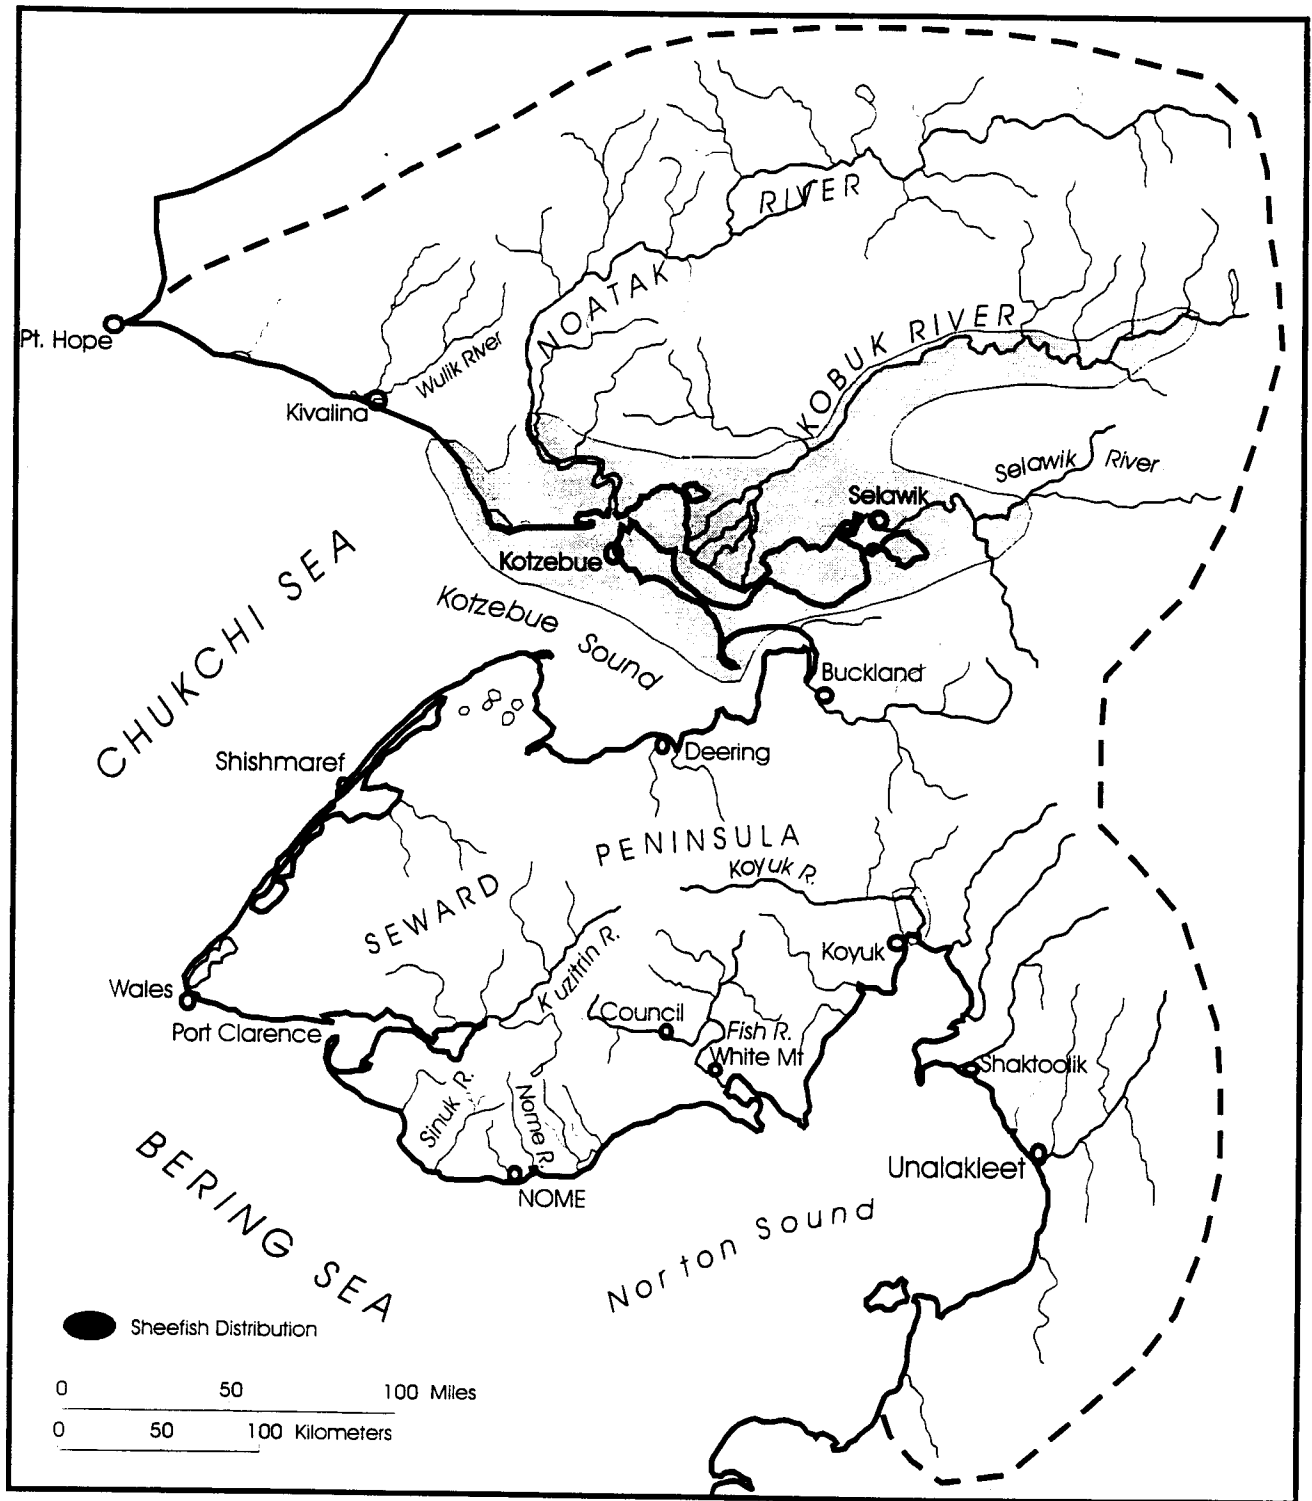 RIVER
NOATAK
KOBUK RIVER
Pt. Hope
Wulik River
Kivalina
Selawik River
Selawik
Kotzebue
Kotzebue Sound
CHUKCHI SEA
Buckland
Shishmaref
Deering
PENINSULA
Koyuk R.
SEWARD
Kuzitrin R.
Koyuk
Wales
Port Clarence
Council
Fish R.
White Mt
Shaktoolik
Sinuk R.
Nome R.
Unalakleet
NOME
BERING SEA
Norton Sound
Sheefish Distribution
0 50 100 Miles
0 50 100 Kilometers